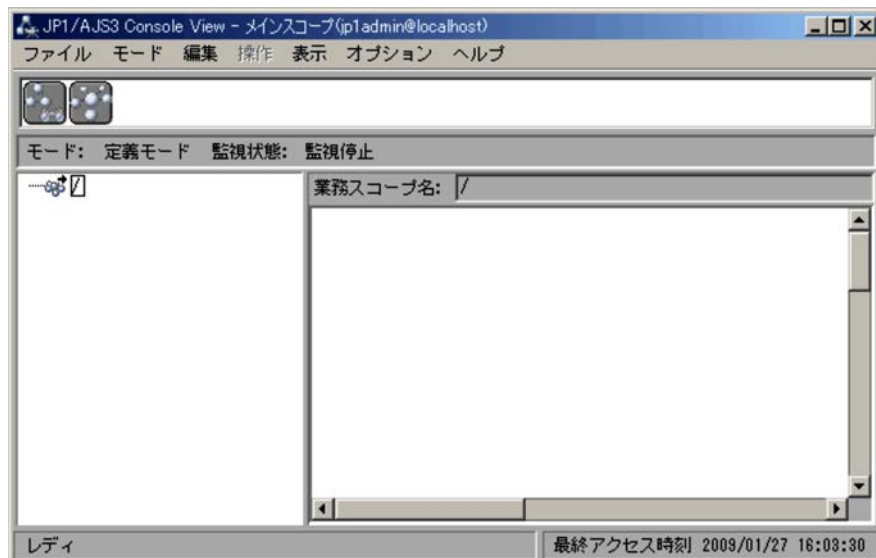 JP1/AJS3 Console View - メインスコープ(jp1admin@localhost)
ファイル モード 編集 操作 表示 オプション ヘルプ
モード: 定義モード 監視状態: 監視停止
/
業務スコープ名: /
レディ
最終アクセス時刻 2009/01/27 16:03:30